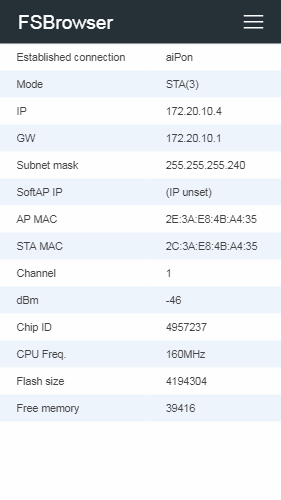 FSBrowser
Established connection aiPon
Mode STA(3)
IP 172.20.10.4
GW 172.20.10.1
Subnet mask 255.255.255.240
SoftAP IP (IP unset)
AP MAC 2E:3A:E8:4B:A4:35
STA MAC 2C:3A:E8:4B:A4:35
Channel 1
dBm -46
Chip ID 4957237
CPU Freq. 160MHz
Flash size 4194304
Free memory 39416